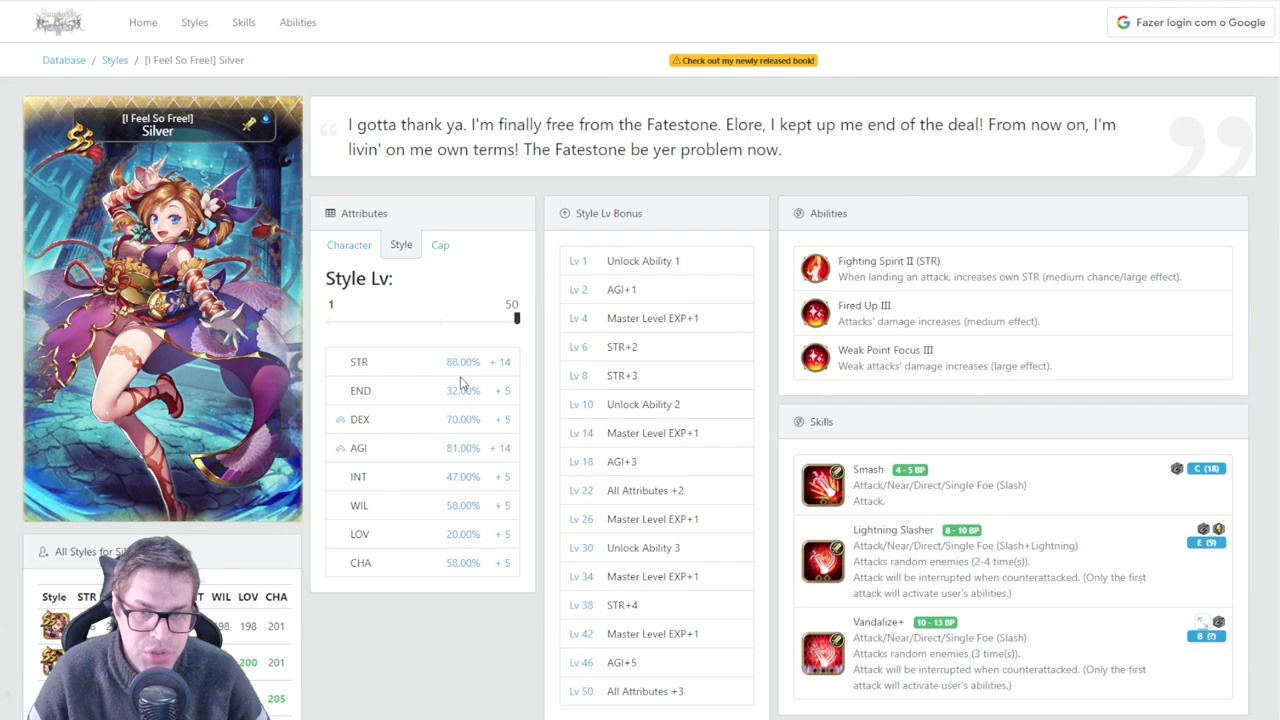 Home Styles Skills Abilities
Fazer login com o Google
Database / Styles / [I Feel So Free!] Silver
Check out my newly released book!
[I Feel So Free!]
Silver
I gotta thank ya. I'm finally free from the Fatestone. Elore, I kept up me end of the deal! From now on, I'm
livin' on me own terms! The Fatestone be yer problem now.
Attributes
Character Style Cap
Style Lv:
1 50
STR 88.00% + 14
END 32.00% + 5
DEX 70.00% + 5
AGI 81.00% + 14
INT 47.00% + 5
WIL 58.00% + 5
LOV 20.00% + 5
CHA 58.00% + 5
Style Lv Bonus
Lv 1 Unlock Ability 1
Lv 2 AGI+1
Lv 4 Master Level EXP+1
Lv 6 STR+2
Lv 8 STR+3
Lv 10 Unlock Ability 2
Lv 14 Master Level EXP+1
Lv 18 AGI+3
Lv 22 All Attributes +2
Lv 26 Master Level EXP+1
Lv 30 Unlock Ability 3
Lv 34 Master Level EXP+1
Lv 38 STR+4
Lv 42 Master Level EXP+1
Lv 46 AGI+5
Lv 50 All Attributes +3
Abilities
Fighting Spirit II (STR)
When landing an attack, increases own STR (medium chance/large effect).
Fired Up III
Attacks' damage increases (medium effect).
Weak Point Focus III
Weak attacks' damage increases (large effect).
Skills
Smash 4 - 5 BP C (18)
Attack/Near/Direct/Single Foe (Slash)
Attack.
Lightning Slasher 8 - 10 BP
Attack/Near/Direct/Single Foe (Slash+Lightning) E (9)
Attacks random enemies (2-4 time(s)).
Attack will be interrupted when counterattacked. (Only the first
attack will activate user's abilities.)
Vandalize+ 10 - 13 BP
Attack/Near/Direct/Single Foe (Slash) B (7)
Attacks random enemies (3 time(s)).
Attack will be interrupted when counterattacked. (Only the first
attack will activate user's abilities.)
All Styles for
Style STR WIL LOV CHA
198 198 201
200 201
205